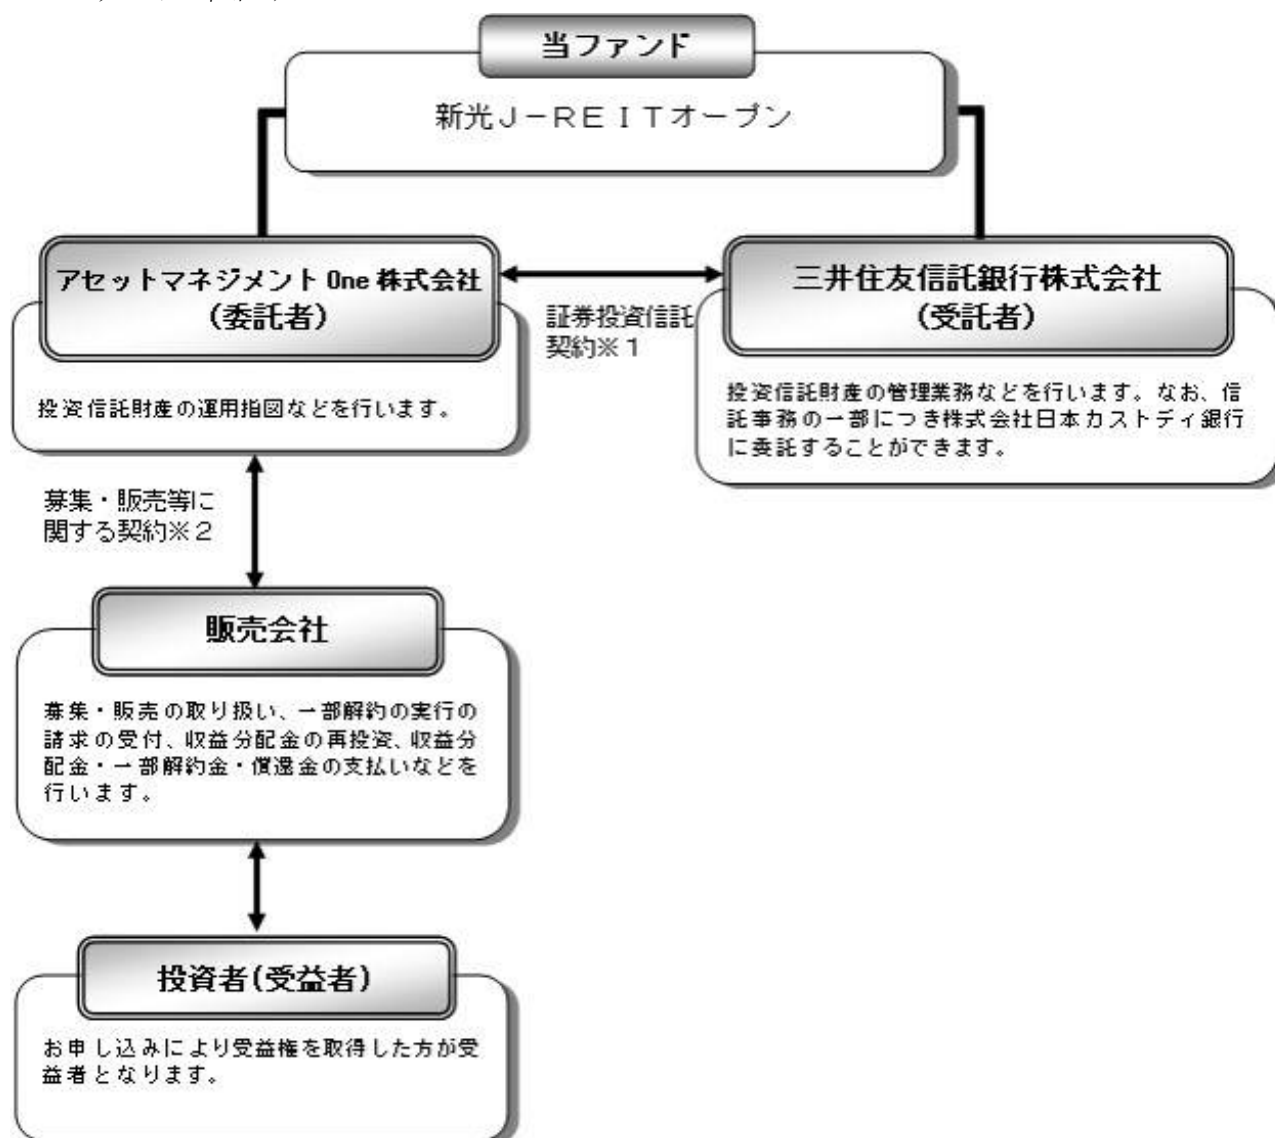 当ファンド
新光J-REITオープン
アセットマネジメント One 株式会社
(委託者)
投資信託財産の運用指図などを行います。
証券投資信託
契約※1
三井住友信託銀行株式会社
(受託者)
投資信託財産の管理業務などを行います。なお、信
託事務の一部につき株式会社日本カストディ銀行
に委託することができます。
募集・販売等に
関する契約※2
販売会社
募集・販売の取り扱い、一部解約の実行の
請求の受付、収益分配金の再投資、収益分
配金・一部解約金・償還金の支払いなどを
行います。
投資者(受益者)
お申し込みにより受益権を取得した方が受
益者となります。